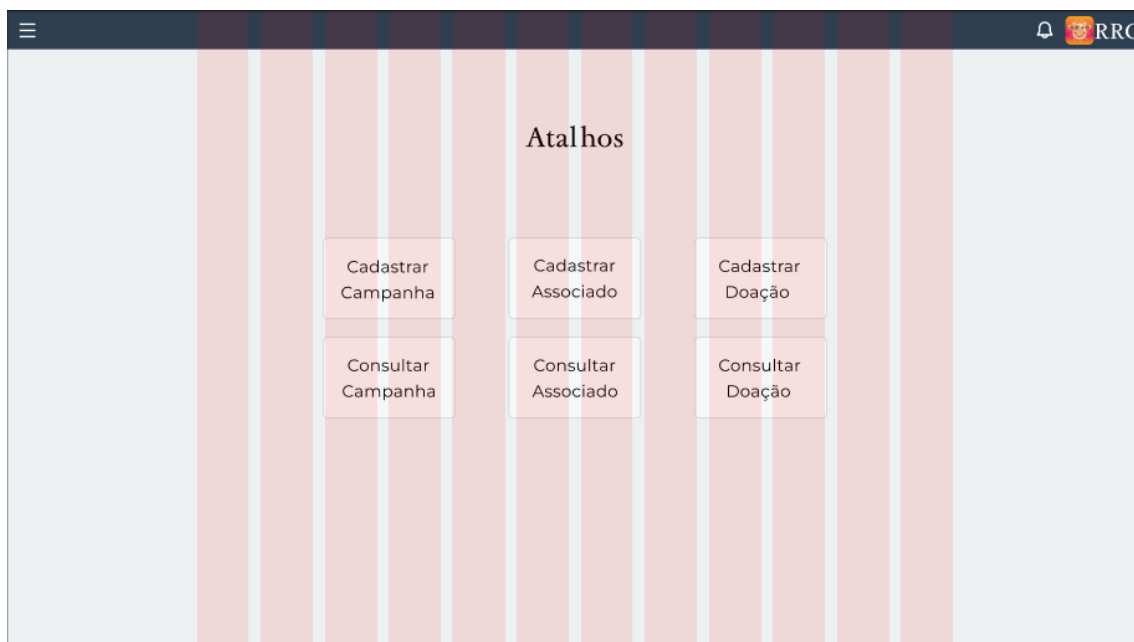 RRC
Atalhos
Cadastrar
Campanha
Cadastrar
Associado
Cadastrar
Doação
Consultar
Campanha
Consultar
Associado
Consultar
Doação